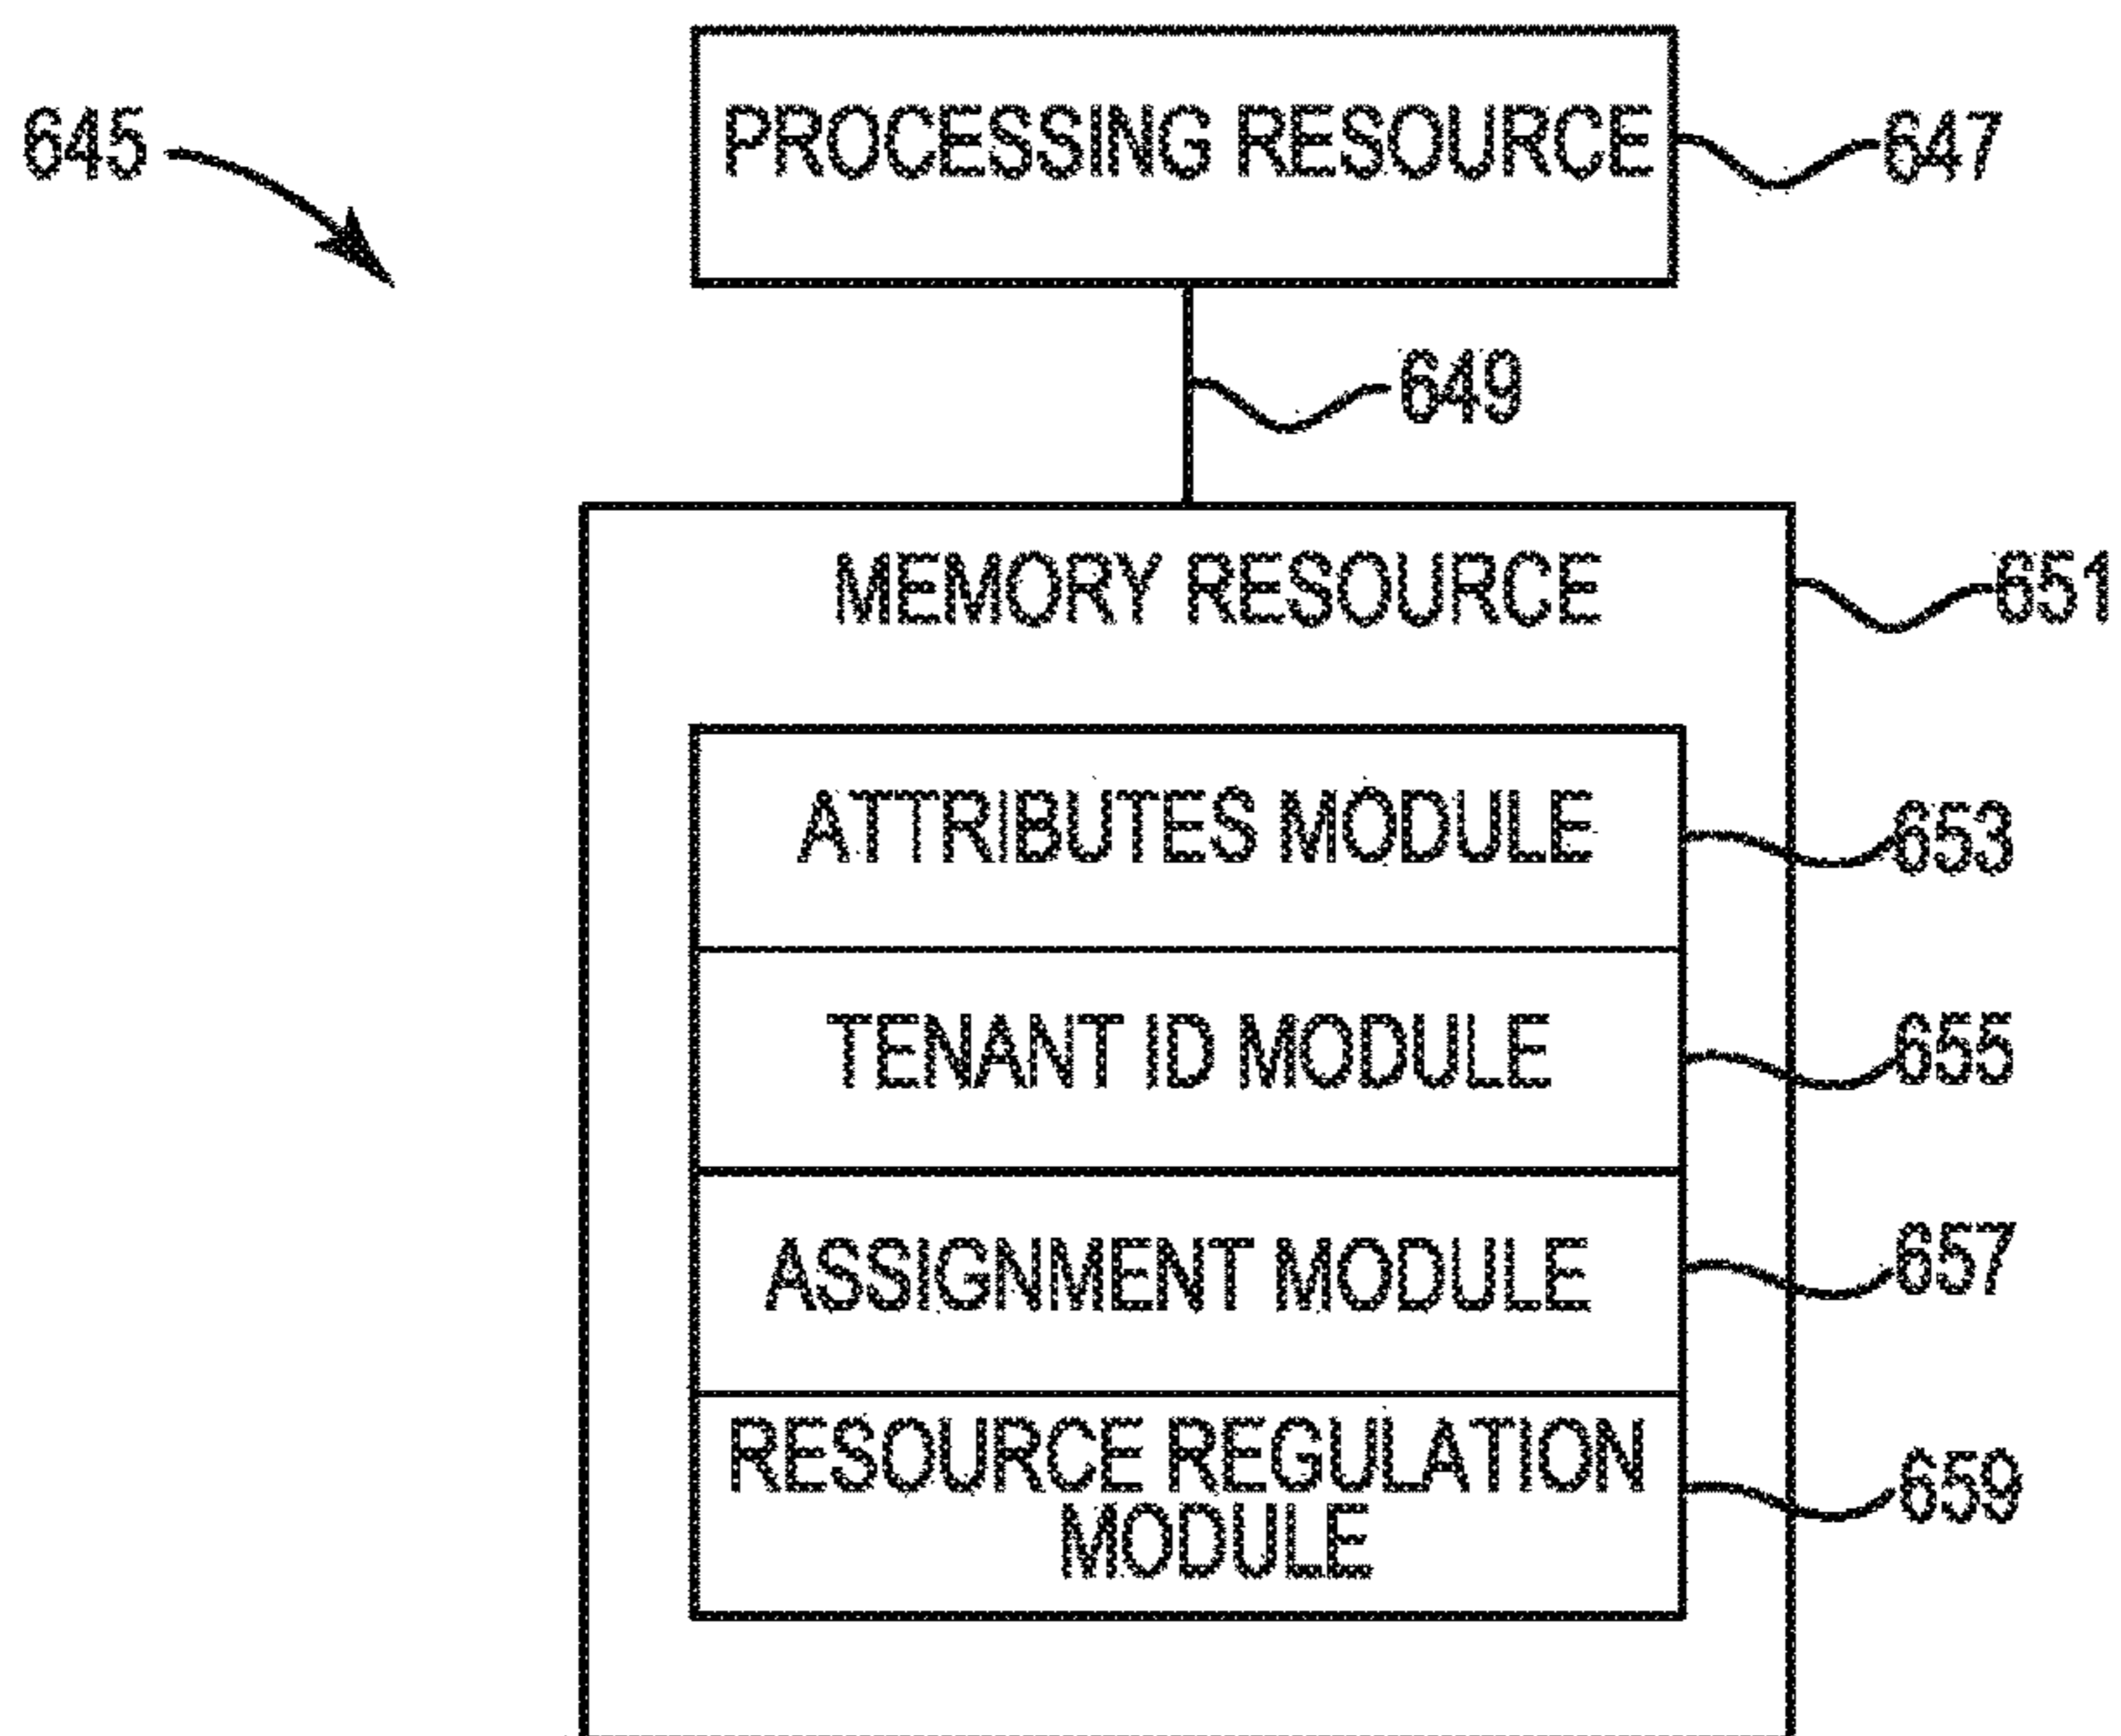 645
PROCESSING RESOURCE
647
649
MEMORY RESOURCE
651
ATTRIBUTES MODULE
653
TENANT ID MODULE
655
ASSIGNMENT MODULE
657
RESOURCE REGULATION
MODULE
659